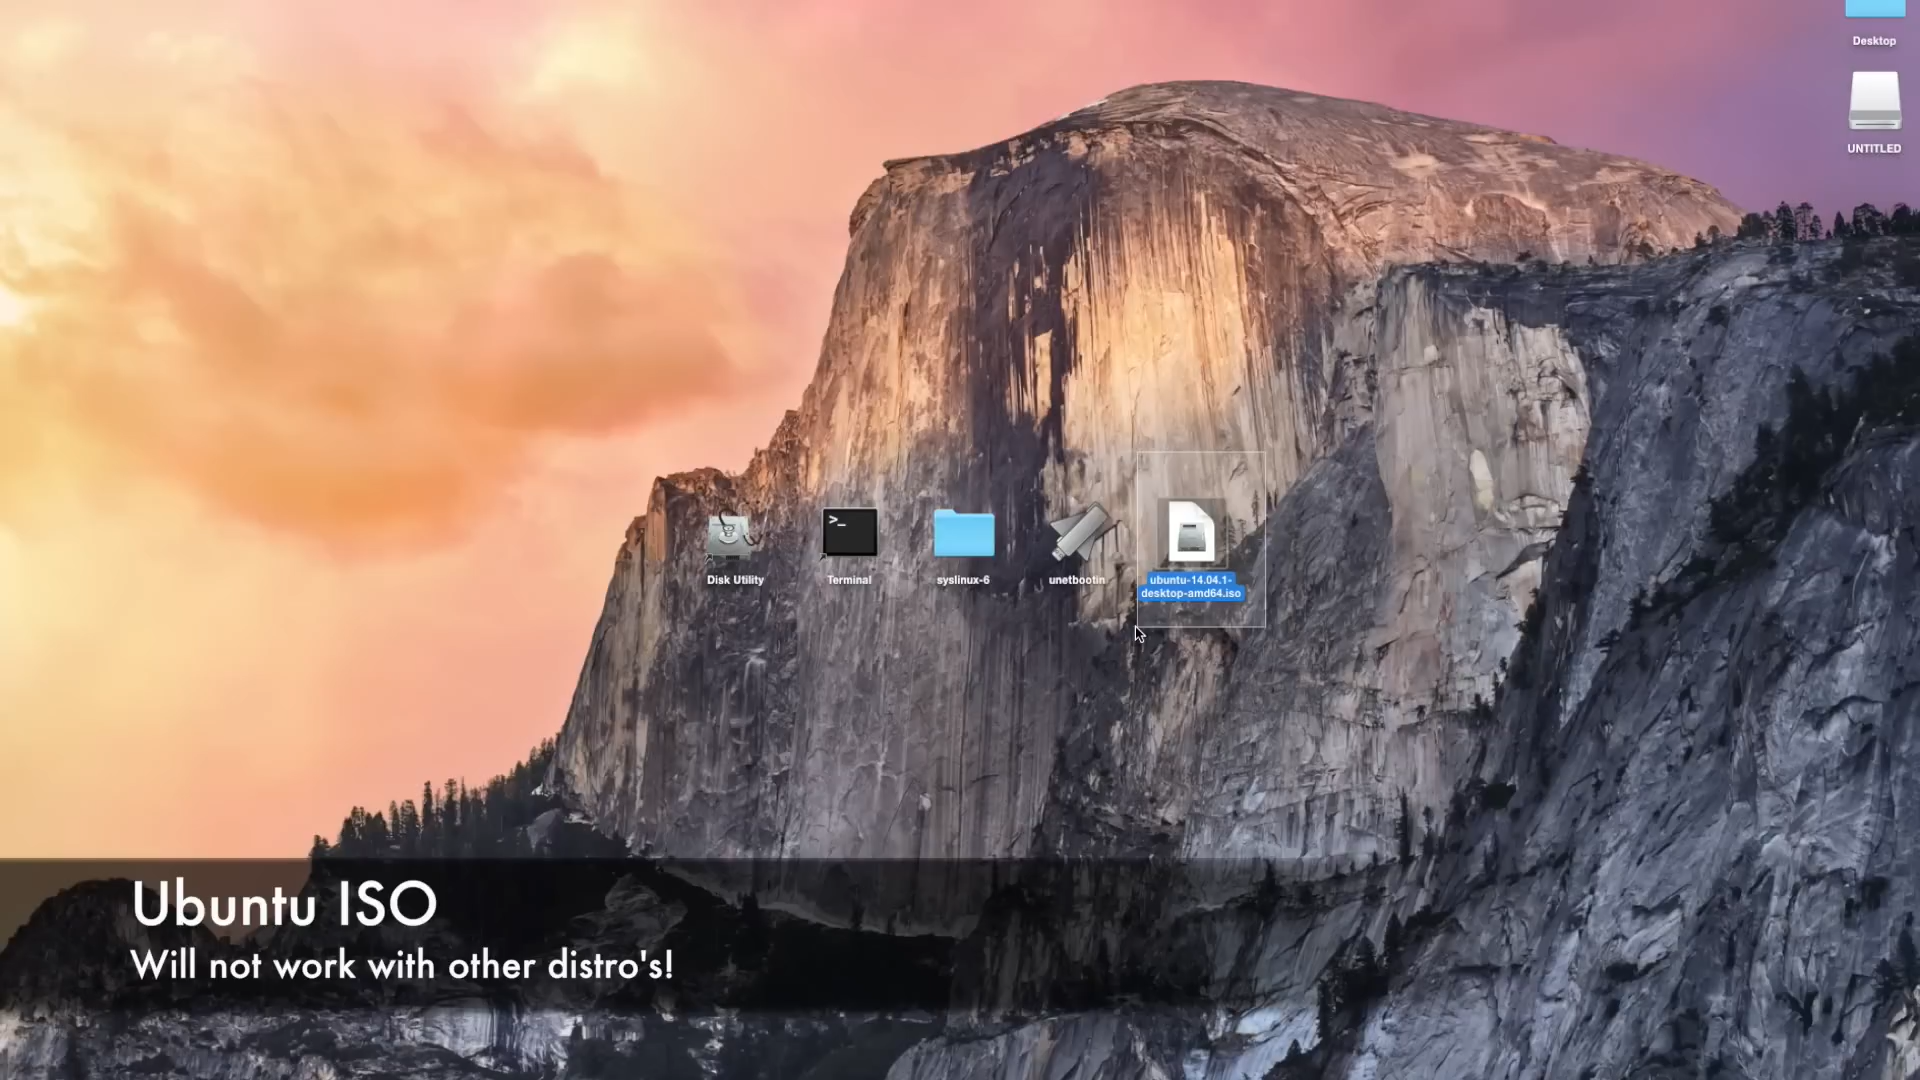 Desktop
UNTITLED
>_
Disk Utility
Terminal
syslinux-6
unetbootin
ubuntu-14.04.1-
desktop-amd64.iso
Ubuntu ISO
Will not work with other distro's!